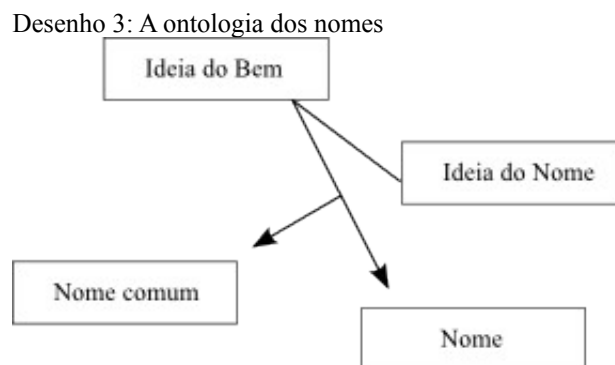 Desenho 3: A ontologia dos nomes
Ideia do Bem
Ideia do Nome
Nome comum
Nome